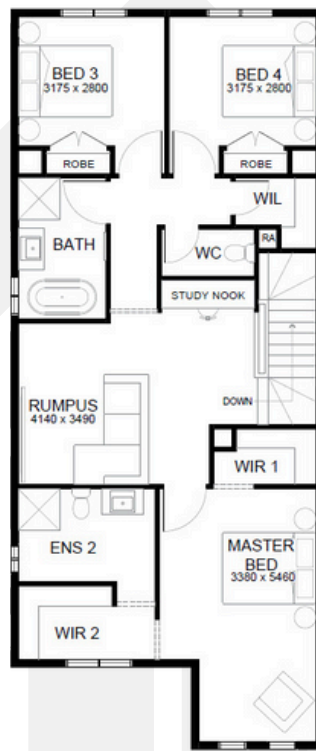 BED 3
3175 x 2800
BED 4
3175 x 2800
ROBE
ROBE
WIL
BATH
WC
RA
STUDY NOOK
RUMPUS
4140 x 3490
DOWN
WIR 1
ENS 2
MASTER
BED
3380 x 5460
WIR 2